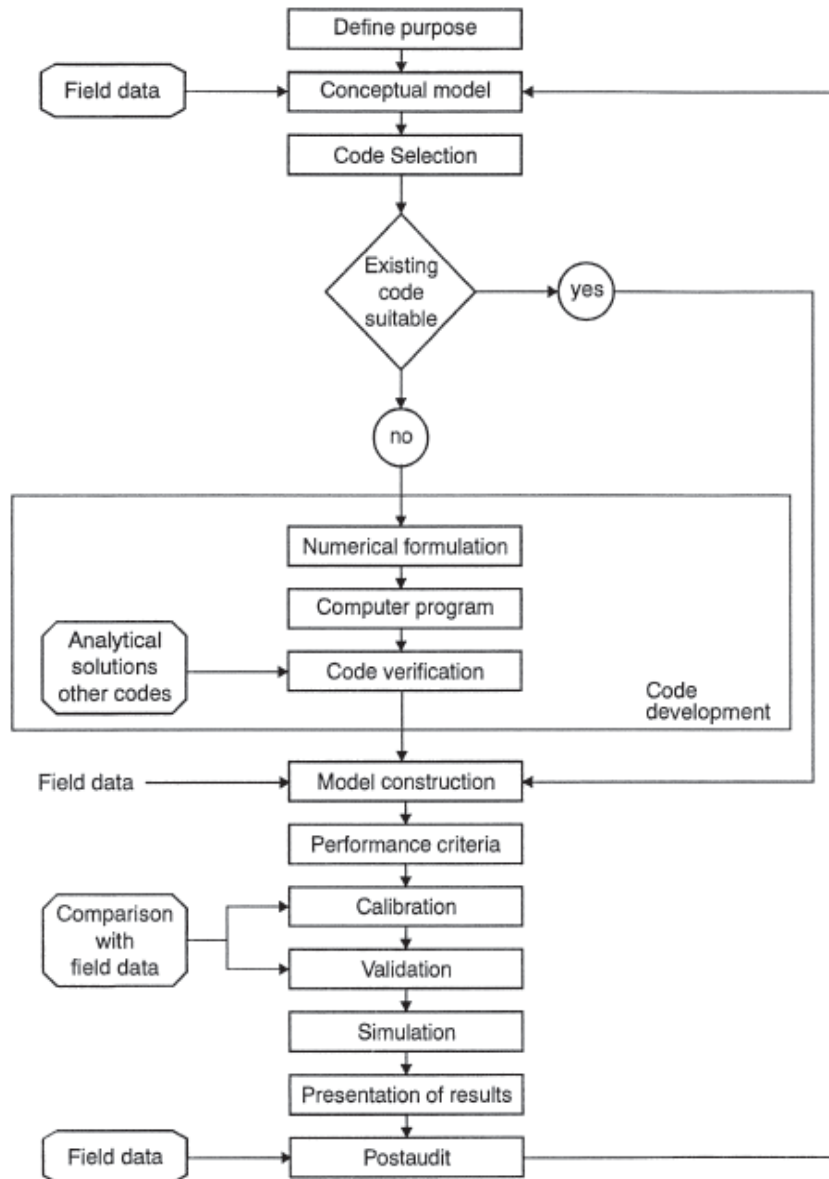 Define purpose
Field data
Conceptual model
Code Selection
Existing
code
suitable
yes
no
Numerical formulation
Computer program
Analytical
solutions
other codes
Code verification
Code
development
Field data
Model construction
Performance criteria
Comparison
with
field data
Calibration
Validation
Simulation
Presentation of results
Field data
Postaudit